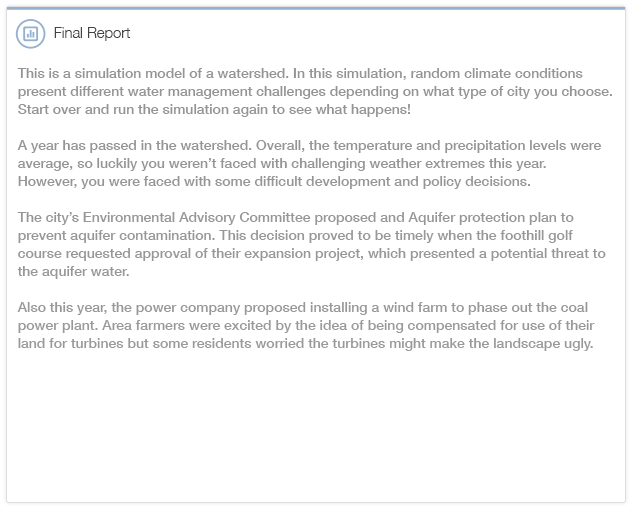 Final Report
This is a simulation model of a watershed. In this simulation, random climate conditions
present different water management challenges depending on what type of city you choose.
Start over and run the simulation again to see what happens!
A year has passed in the watershed. Overall, the temperature and precipitation levels were
average, so luckily you weren't faced with challenging weather extremes this year.
However, you were faced with some difficult development and policy decisions.
The city's Environmental Advisory Committee proposed and Aquifer protection plan to
prevent aquifer contamination. This decision proved to be timely when the foothill golf
course requested approval of their expansion project, which presented a potential threat to
the aquifer water.
Also this year, the power company proposed installing a wind farm to phase out the coal
power plant. Area farmers were excited by the idea of being compensated for use of their
land for turbines but some residents worried the turbines might make the landscape ugly.